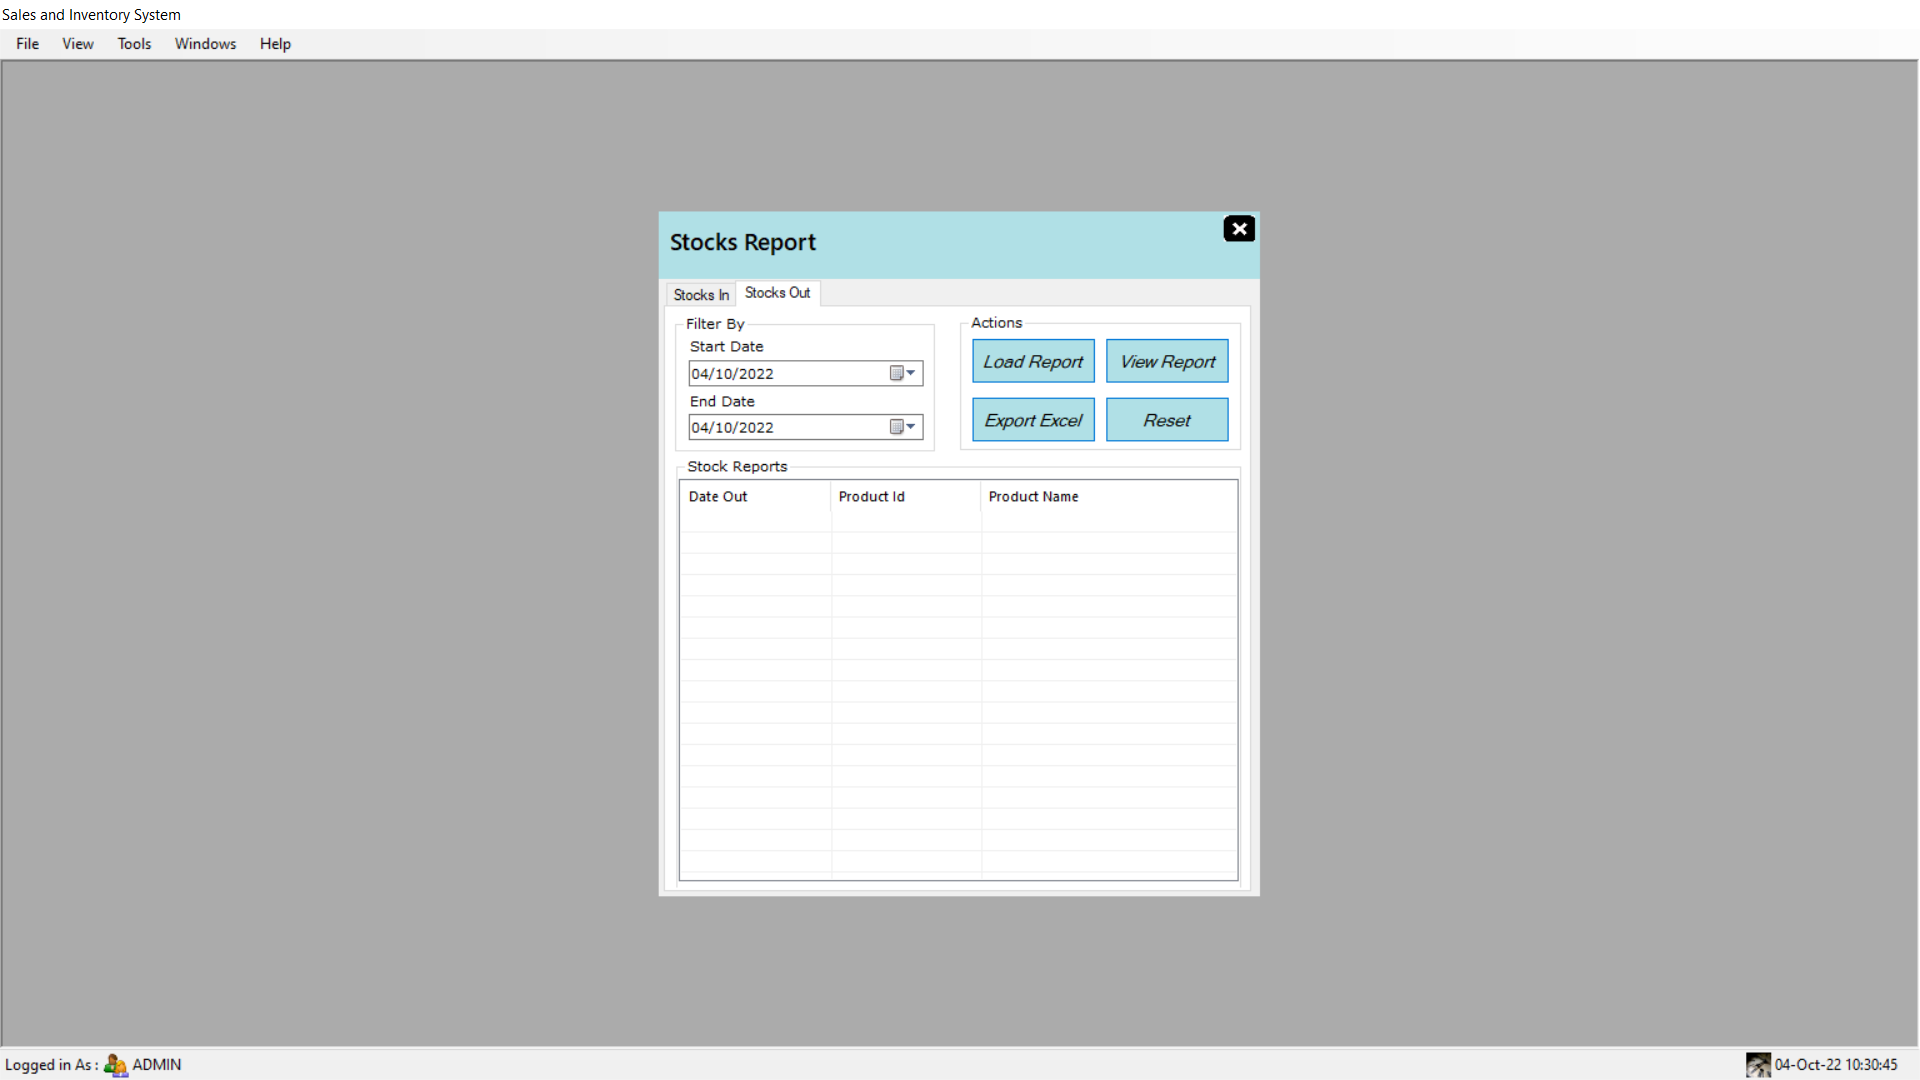 Sales and Inventory System
File View Tools Windows Help
Stocks Report
Stocks In Stocks Out
Filter By
Start Date
04/10/2022
End Date
04/10/2022
Actions
Load Report View Report
Export Excel Reset
Stock Reports
Date Out Product Id Product Name
Logged in As : ADMIN
04-Oct-22 10:30:45